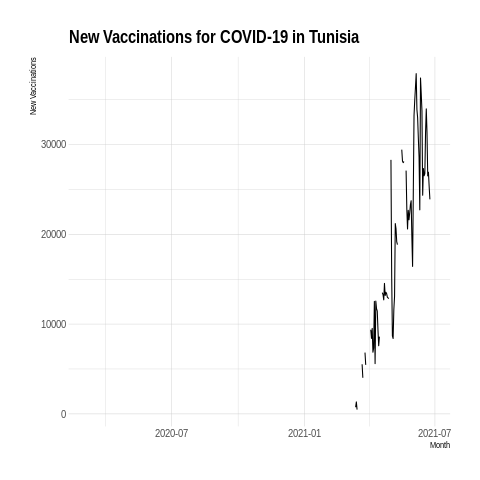 New Vaccinations for COVID-19 in Tunisia
New Vaccinations
30000
20000
10000
0
2020-07
2021-01
2021-07
Month